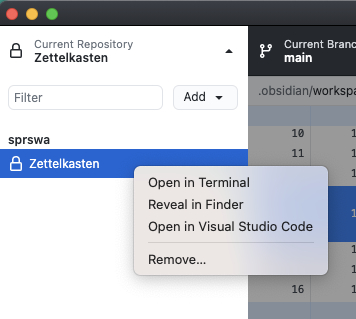 Current Repository
Zettelkasten
Current Branc
main
Filter
Add
.obsidian/workspa
sprswa
Zettelkasten
10
11
Open in Terminal
Reveal in Finder
Open in Visual Studio Code
Remove...
16